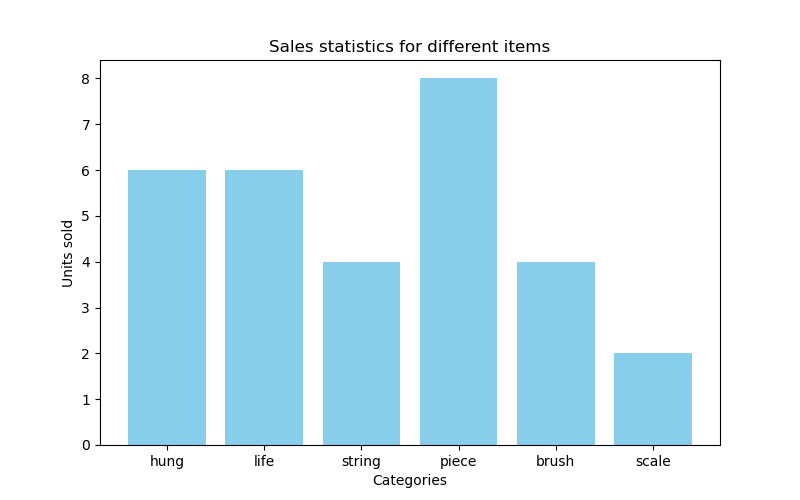 Sales statistics for different items
8
7
6
5
4
3
2
1
0
Units sold
hung life string piece brush scale
Categories